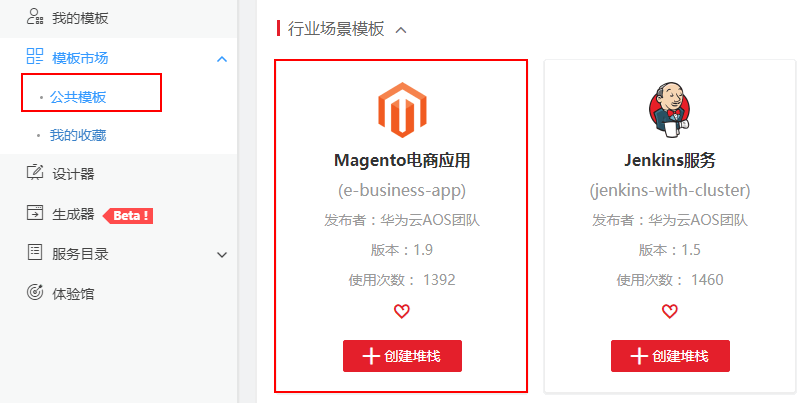 我的模板
模板市场
公共模板
我的收藏
设计器
生成器 Beta !
服务目录
体验馆
行业场景模板
Magento电商应用
(e-business-app)
发布者：华为云AOS团队
版本：1.9
使用次数： 1392
创建堆栈
Jenkins服务
(jenkins-with-cluster)
发布者：华为云AOS团队
版本：1.5
使用次数： 1460
创建堆栈